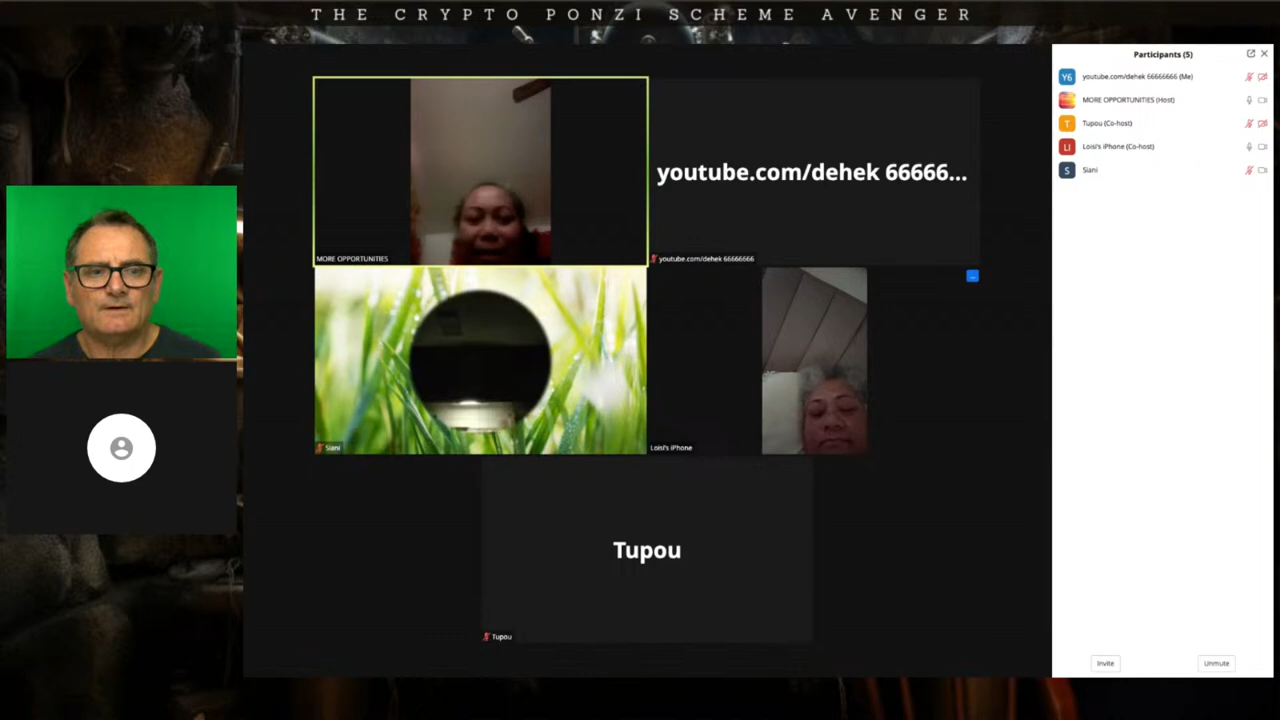 THE CRYPTO PONZI SCHEME AVENGER
Participants (5)
Y6 youtube.com/dehek 66666666 (Me)
MORE OPPORTUNITIES (Host)
T Tupou (Co-host)
LI Loisi's iPhone (Co-host)
S Siani
youtube.com/dehek 66666...
MORE OPPORTUNITIES
youtube.com/dehek 66666666
...
Siani
Loisi's iPhone
Tupou
Tupou
Invite
Unmute